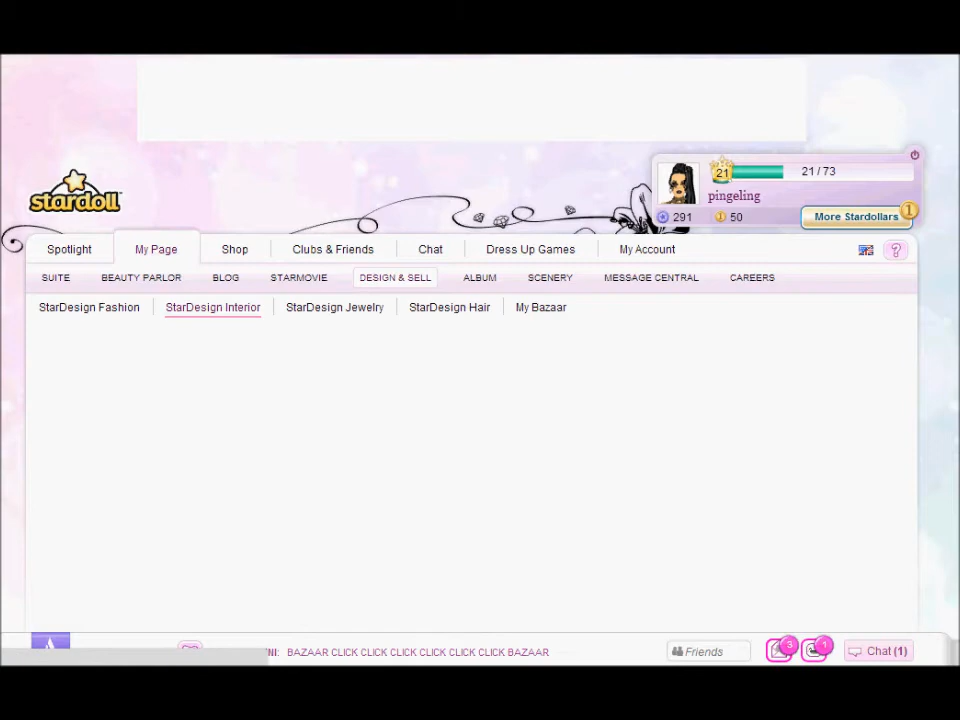 stardoll
21 21 / 73
pingeling
291 50 More Stardollars 1
Spotlight My Page Shop Clubs & Friends Chat Dress Up Games My Account ?
SUITE BEAUTY PARLOR BLOG STARMOVIE DESIGN & SELL ALBUM SCENERY MESSAGE CENTRAL CAREERS
StarDesign Fashion StarDesign Interior StarDesign Jewelry StarDesign Hair My Bazaar
NI: BAZAAR CLICK CLICK CLICK CLICK CLICK CLICK BAZAAR Friends 3 1 Chat (1)